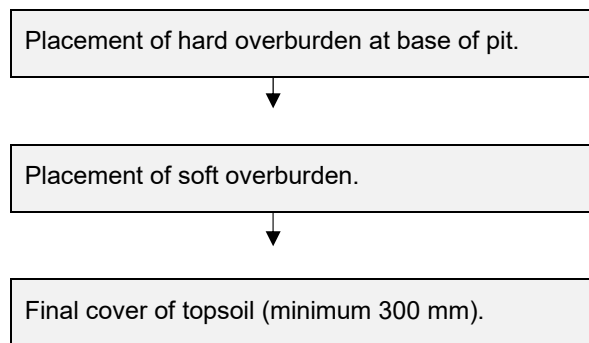 Placement of hard overburden at base of pit.
Placement of soft overburden.
Final cover of topsoil (minimum 300 mm).